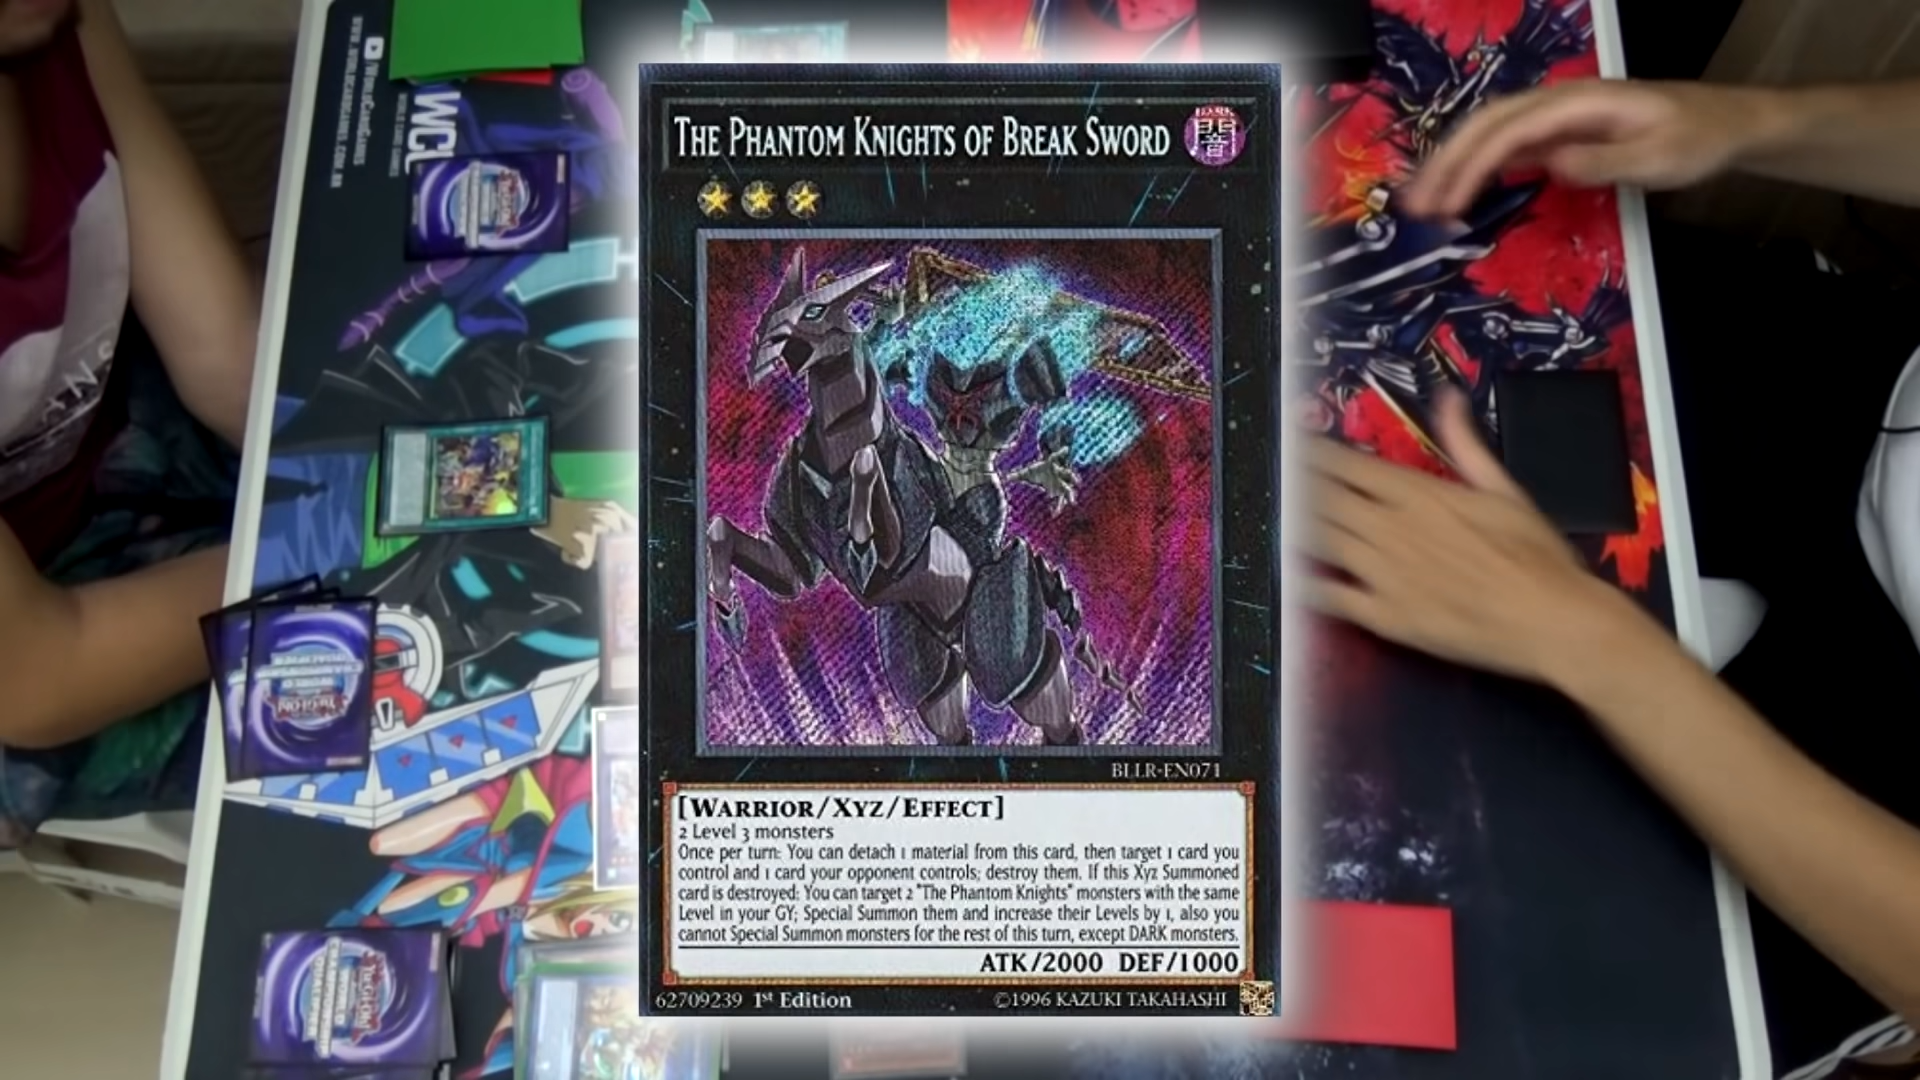 THE PHANTOM KNIGHTS OF BREAK SWORD
DARK
闇
BLLR-EN071
[WARRIOR/XYZ/EFFECT]
2 Level 3 monsters
Once per turn: You can detach 1 material from this card, then target 1 card you
control and 1 card your opponent controls; destroy them. If this Xyz Summoned
card is destroyed: You can target 2 "The Phantom Knights" monsters with the same
Level in your GY; Special Summon them and increase their Levels by 1, also you
cannot Special Summon monsters for the rest of this turn, except DARK monsters.
ATK/2000 DEF/1000
62709239 1st Edition
©1996 KAZUKI TAKAHASHI
WCG